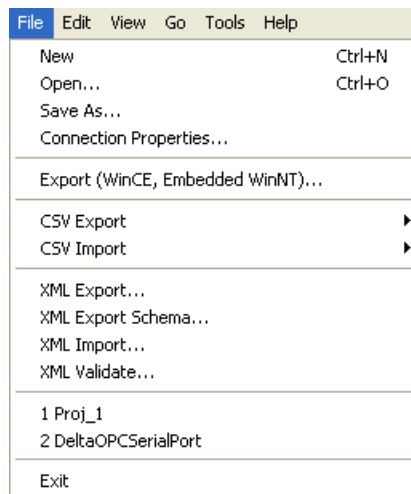 File Edit View Go Tools Help
New Ctrl+N
Open... Ctrl+O
Save As...
Connection Properties...
Export (WinCE, Embedded WinNT)...
CSV Export
CSV Import
XML Export...
XML Export Schema...
XML Import...
XML Validate...
1 Proj_1
2 DeltaOPCSerialPort
Exit